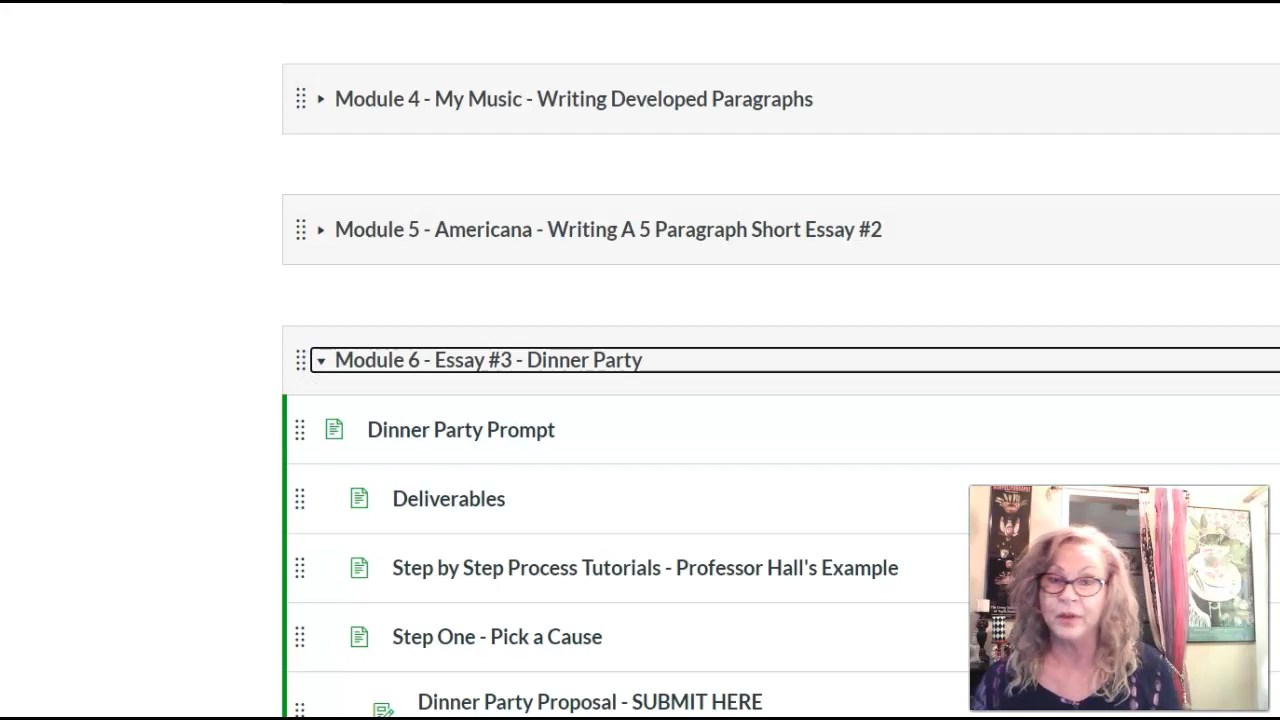 Module 4 - My Music - Writing Developed Paragraphs
Module 5 - Americana - Writing A 5 Paragraph Short Essay #2
Module 6 - Essay #3 - Dinner Party
Dinner Party Prompt
Deliverables
Step by Step Process Tutorials - Professor Hall's Example
Step One - Pick a Cause
Dinner Party Proposal - SUBMIT HERE